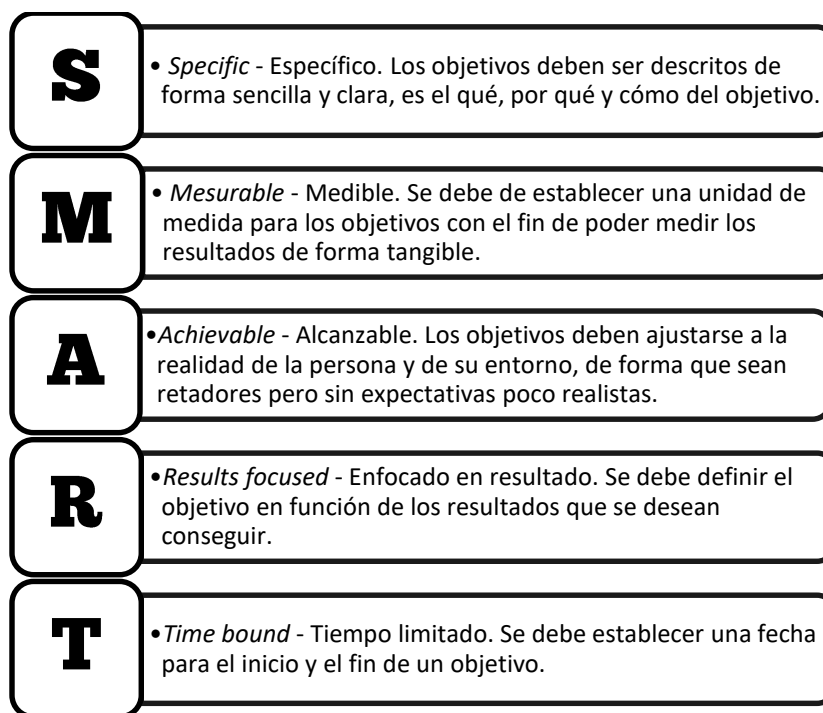 S
• Specific - Específico. Los objetivos deben ser descritos de
forma sencilla y clara, es el qué, por qué y cómo del objetivo.
M
• Mesurable - Medible. Se debe de establecer una unidad de
medida para los objetivos con el fin de poder medir los
resultados de forma tangible.
A
•Achievable - Alcanzable. Los objetivos deben ajustarse a la
realidad de la persona y de su entorno, de forma que sean
retadores pero sin expectativas poco realistas.
R
•Results focused - Enfocado en resultado. Se debe definir el
objetivo en función de los resultados que se desean
conseguir.
T
•Time bound - Tiempo limitado. Se debe establecer una fecha
para el inicio y el fin de un objetivo.